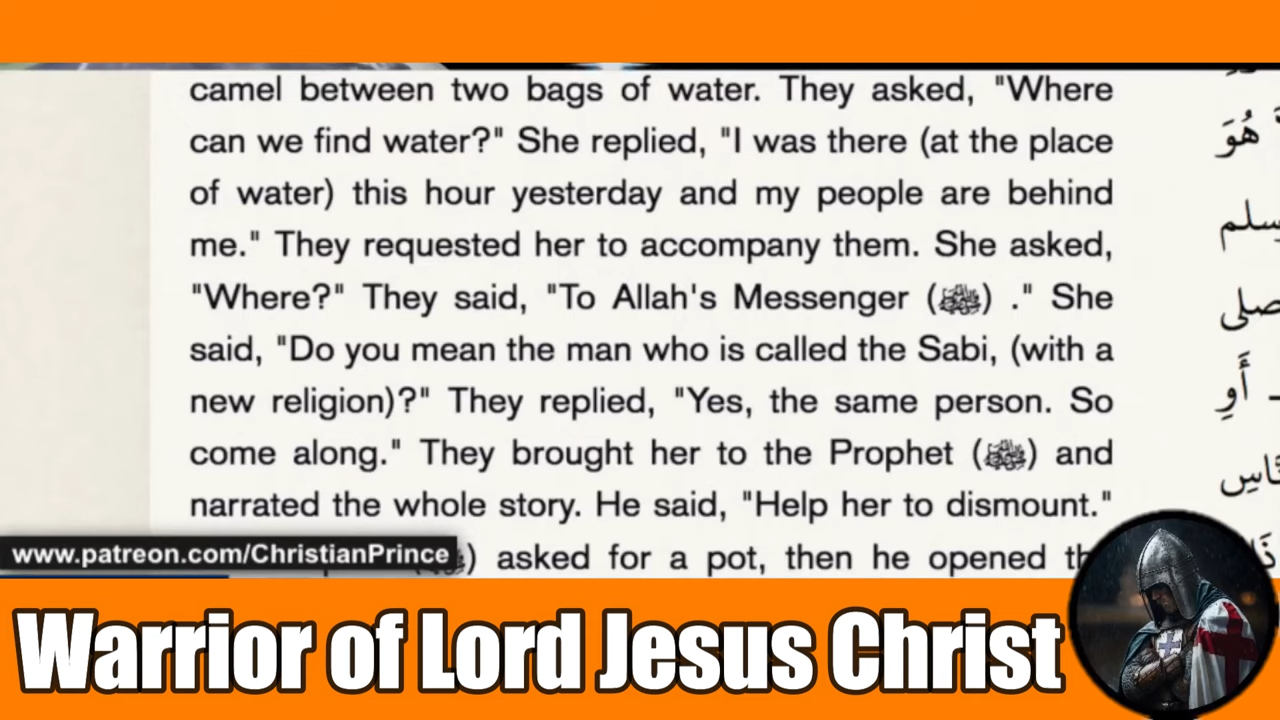 camel between two bags of water. They asked, "Where
can we find water?" She replied, "I was there (at the place
of water) this hour yesterday and my people are behind
me." They requested her to accompany them. She asked,
"Where?" They said, "To Allah's Messenger (ﷺ) ." She
said, "Do you mean the man who is called the Sabi, (with a
new religion)?" They replied, "Yes, the same person. So
come along." They brought her to the Prophet (ﷺ) and
narrated the whole story. He said, "Help her to dismount."
asked for a pot, then he opened
هُوَ
صلى
أَوِ
www.patreon.com/ChristianPrince
Warrior of Lord Jesus Christ